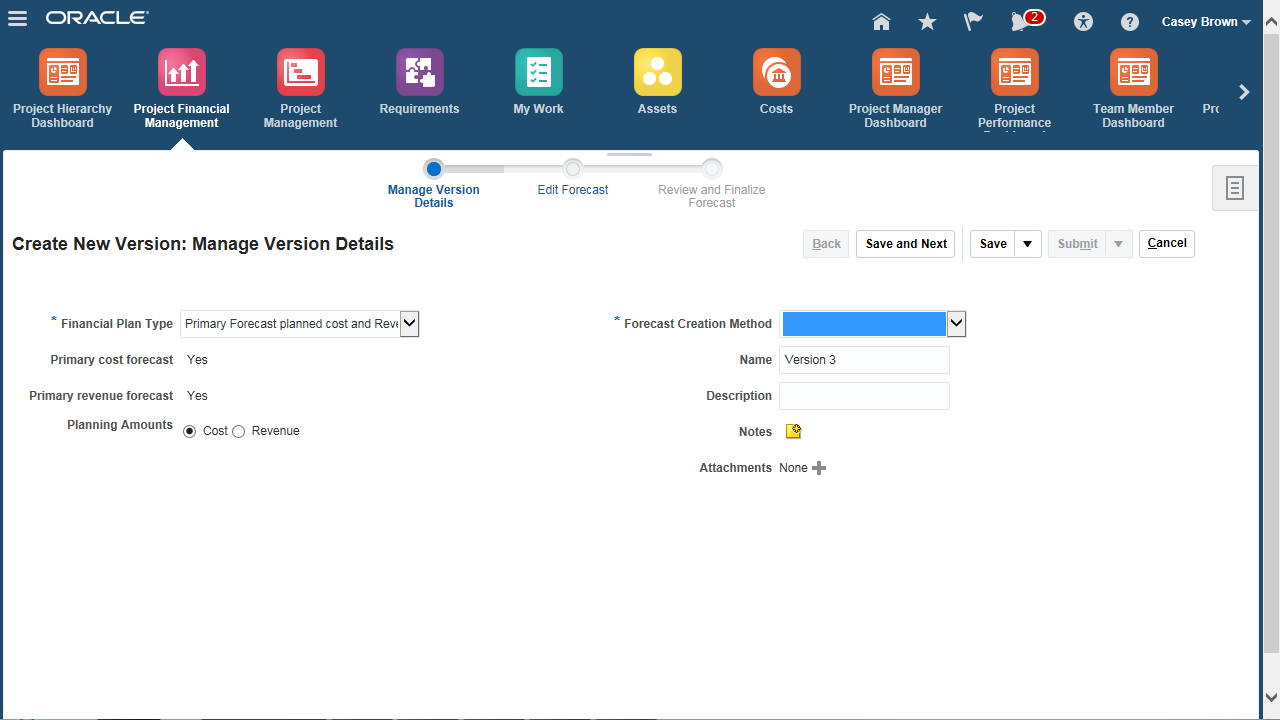 ORACLE
2
Casey Brown
Project Hierarchy
Dashboard
Project Financial
Management
Project
Management
Requirements
My Work
Assets
Costs
Project Manager
Dashboard
Project
Performance
Team Member
Dashboard
Manage Version
Details
Edit Forecast
Review and Finalize
Forecast
Create New Version: Manage Version Details
Back
Save and Next
Save
Submit
Cancel
* Financial Plan Type
Primary Forecast planned cost and Reve
Primary cost forecast Yes
Primary revenue forecast Yes
Planning Amounts
Cost
Revenue
* Forecast Creation Method
Name
Version 3
Description
Notes
Attachments None